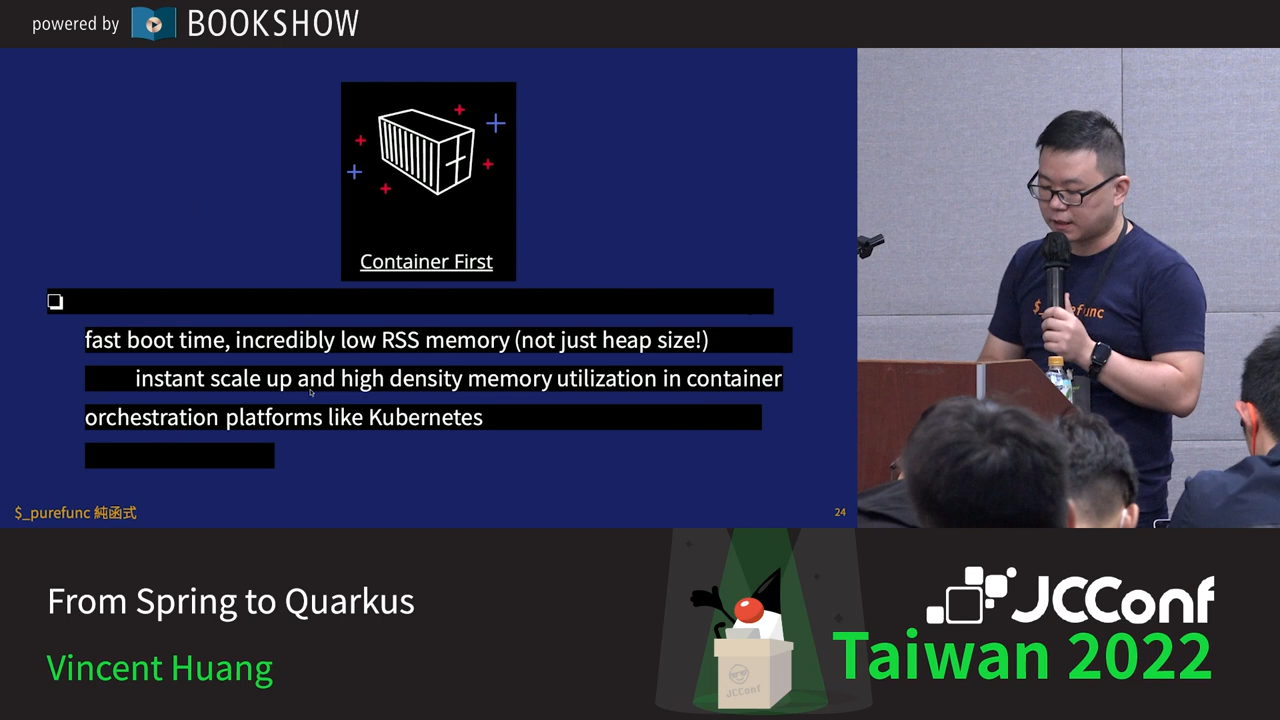 powered by BOOKSHOW
Container First
fast boot time, incredibly low RSS memory (not just heap size!)
instant scale up and high density memory utilization in container
orchestration platforms like Kubernetes
$_purefunc 純函式
24
$_purefunc
From Spring to Quarkus
Vincent Huang
JCConf
JCConf
Taiwan 2022